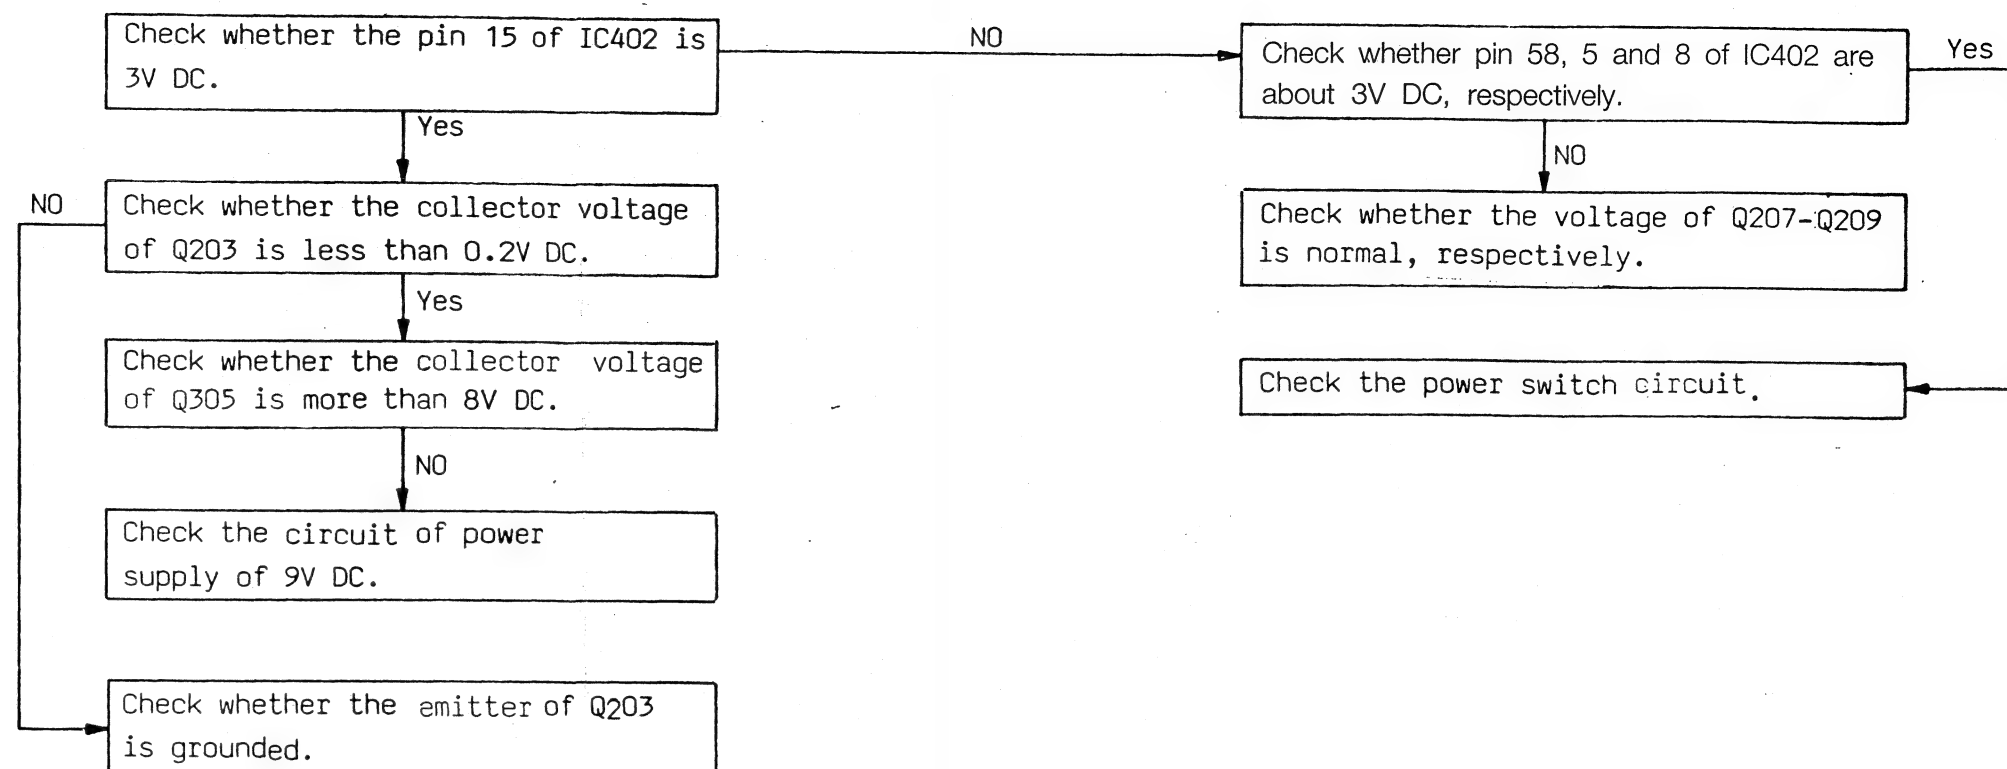 Check whether the pin 15 of IC402 is
3V DC.
NO
Check whether pin 58, 5 and 8 of IC402 are
about 3V DC, respectively.
Yes
Yes
NO
NO
Check whether the collector voltage
of Q203 is less than 0.2V DC.
Check whether the voltage of Q207-Q209
is normal, respectively.
Yes
Check whether the collector voltage
of Q305 is more than 8V DC.
Check the power switch circuit.
NO
Check the circuit of power
supply of 9V DC.
Check whether the emitter of Q203
is grounded.